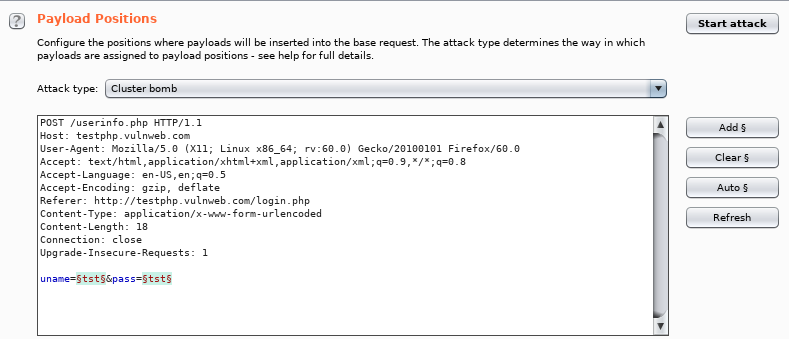 ?
Payload Positions
Start attack
Configure the positions where payloads will be inserted into the base request. The attack type determines the way in which
payloads are assigned to payload positions - see help for full details.
Attack type: Cluster bomb
POST /userinfo.php HTTP/1.1
Host: testphp.vulnweb.com
User-Agent: Mozilla/5.0 (X11; Linux x86_64; rv:60.0) Gecko/20100101 Firefox/60.0
Accept: text/html,application/xhtml+xml,application/xml;q=0.9,*/*;q=0.8
Accept-Language: en-US,en;q=0.5
Accept-Encoding: gzip, deflate
Referer: http://testphp.vulnweb.com/login.php
Content-Type: application/x-www-form-urlencoded
Content-Length: 18
Connection: close
Upgrade-Insecure-Requests: 1
uname=§tst§&pass=§tst§
Add §
Clear §
Auto §
Refresh